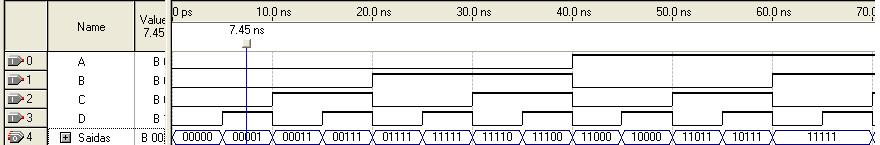 Name Value 7.45 0 ps 10.0 ns 20.0 ns 30.0 ns 40.0 ns 50.0 ns 60.0 ns 70.0
7.45 ns
0 A B
1 B B
2 C B
3 D B
4 Saidas B 00 00000 00001 00011 00111 01111 11111 11110 11100 11000 10000 11011 10111 11111